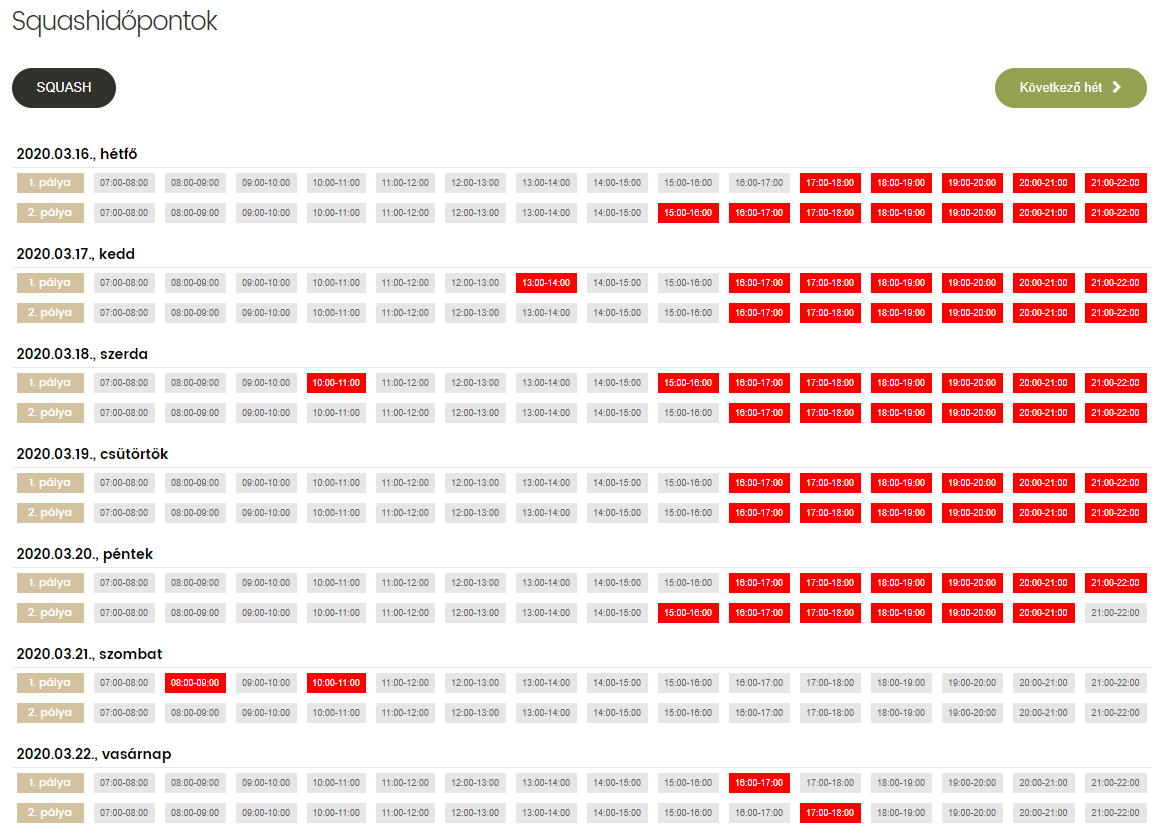 Squashidőpontok
SQUASH Következő hét
2020.03.16., hétfő
1. pálya 07:00-08:00 08:00-09:00 09:00-10:00 10:00-11:00 11:00-12:00 12:00-13:00 13:00-14:00 14:00-15:00 15:00-16:00 16:00-17:00 17:00-18:00 18:00-19:00 19:00-20:00 20:00-21:00 21:00-22:00
2. pálya 07:00-08:00 08:00-09:00 09:00-10:00 10:00-11:00 11:00-12:00 12:00-13:00 13:00-14:00 14:00-15:00 15:00-16:00 16:00-17:00 17:00-18:00 18:00-19:00 19:00-20:00 20:00-21:00 21:00-22:00
2020.03.17., kedd
1. pálya 07:00-08:00 08:00-09:00 09:00-10:00 10:00-11:00 11:00-12:00 12:00-13:00 13:00-14:00 14:00-15:00 15:00-16:00 16:00-17:00 17:00-18:00 18:00-19:00 19:00-20:00 20:00-21:00 21:00-22:00
2. pálya 07:00-08:00 08:00-09:00 09:00-10:00 10:00-11:00 11:00-12:00 12:00-13:00 13:00-14:00 14:00-15:00 15:00-16:00 16:00-17:00 17:00-18:00 18:00-19:00 19:00-20:00 20:00-21:00 21:00-22:00
2020.03.18., szerda
1. pálya 07:00-08:00 08:00-09:00 09:00-10:00 10:00-11:00 11:00-12:00 12:00-13:00 13:00-14:00 14:00-15:00 15:00-16:00 16:00-17:00 17:00-18:00 18:00-19:00 19:00-20:00 20:00-21:00 21:00-22:00
2. pálya 07:00-08:00 08:00-09:00 09:00-10:00 10:00-11:00 11:00-12:00 12:00-13:00 13:00-14:00 14:00-15:00 15:00-16:00 16:00-17:00 17:00-18:00 18:00-19:00 19:00-20:00 20:00-21:00 21:00-22:00
2020.03.19., csütörtök
1. pálya 07:00-08:00 08:00-09:00 09:00-10:00 10:00-11:00 11:00-12:00 12:00-13:00 13:00-14:00 14:00-15:00 15:00-16:00 16:00-17:00 17:00-18:00 18:00-19:00 19:00-20:00 20:00-21:00 21:00-22:00
2. pálya 07:00-08:00 08:00-09:00 09:00-10:00 10:00-11:00 11:00-12:00 12:00-13:00 13:00-14:00 14:00-15:00 15:00-16:00 16:00-17:00 17:00-18:00 18:00-19:00 19:00-20:00 20:00-21:00 21:00-22:00
2020.03.20., péntek
1. pálya 07:00-08:00 08:00-09:00 09:00-10:00 10:00-11:00 11:00-12:00 12:00-13:00 13:00-14:00 14:00-15:00 15:00-16:00 16:00-17:00 17:00-18:00 18:00-19:00 19:00-20:00 20:00-21:00 21:00-22:00
2. pálya 07:00-08:00 08:00-09:00 09:00-10:00 10:00-11:00 11:00-12:00 12:00-13:00 13:00-14:00 14:00-15:00 15:00-16:00 16:00-17:00 17:00-18:00 18:00-19:00 19:00-20:00 20:00-21:00 21:00-22:00
2020.03.21., szombat
1. pálya 07:00-08:00 08:00-09:00 09:00-10:00 10:00-11:00 11:00-12:00 12:00-13:00 13:00-14:00 14:00-15:00 15:00-16:00 16:00-17:00 17:00-18:00 18:00-19:00 19:00-20:00 20:00-21:00 21:00-22:00
2. pálya 07:00-08:00 08:00-09:00 09:00-10:00 10:00-11:00 11:00-12:00 12:00-13:00 13:00-14:00 14:00-15:00 15:00-16:00 16:00-17:00 17:00-18:00 18:00-19:00 19:00-20:00 20:00-21:00 21:00-22:00
2020.03.22., vasárnap
1. pálya 07:00-08:00 08:00-09:00 09:00-10:00 10:00-11:00 11:00-12:00 12:00-13:00 13:00-14:00 14:00-15:00 15:00-16:00 16:00-17:00 17:00-18:00 18:00-19:00 19:00-20:00 20:00-21:00 21:00-22:00
2. pálya 07:00-08:00 08:00-09:00 09:00-10:00 10:00-11:00 11:00-12:00 12:00-13:00 13:00-14:00 14:00-15:00 15:00-16:00 16:00-17:00 17:00-18:00 18:00-19:00 19:00-20:00 20:00-21:00 21:00-22:00